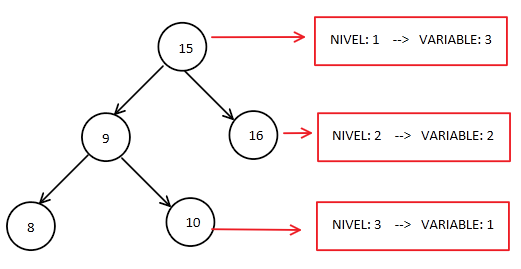 15
NIVEL: 1 --> VARIABLE: 3
9
16
NIVEL: 2 --> VARIABLE: 2
8
10
NIVEL: 3 --> VARIABLE: 1